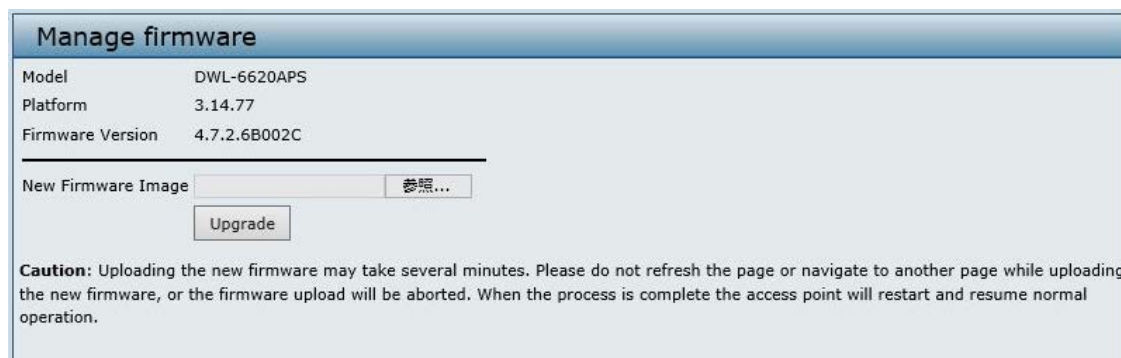 Manage firmware
Model DWL-6620APS
Platform 3.14.77
Firmware Version 4.7.2.6B002C
New Firmware Image 参照...
Upgrade
Caution: Uploading the new firmware may take several minutes. Please do not refresh the page or navigate to another page while uploading
the new firmware, or the firmware upload will be aborted. When the process is complete the access point will restart and resume normal
operation.